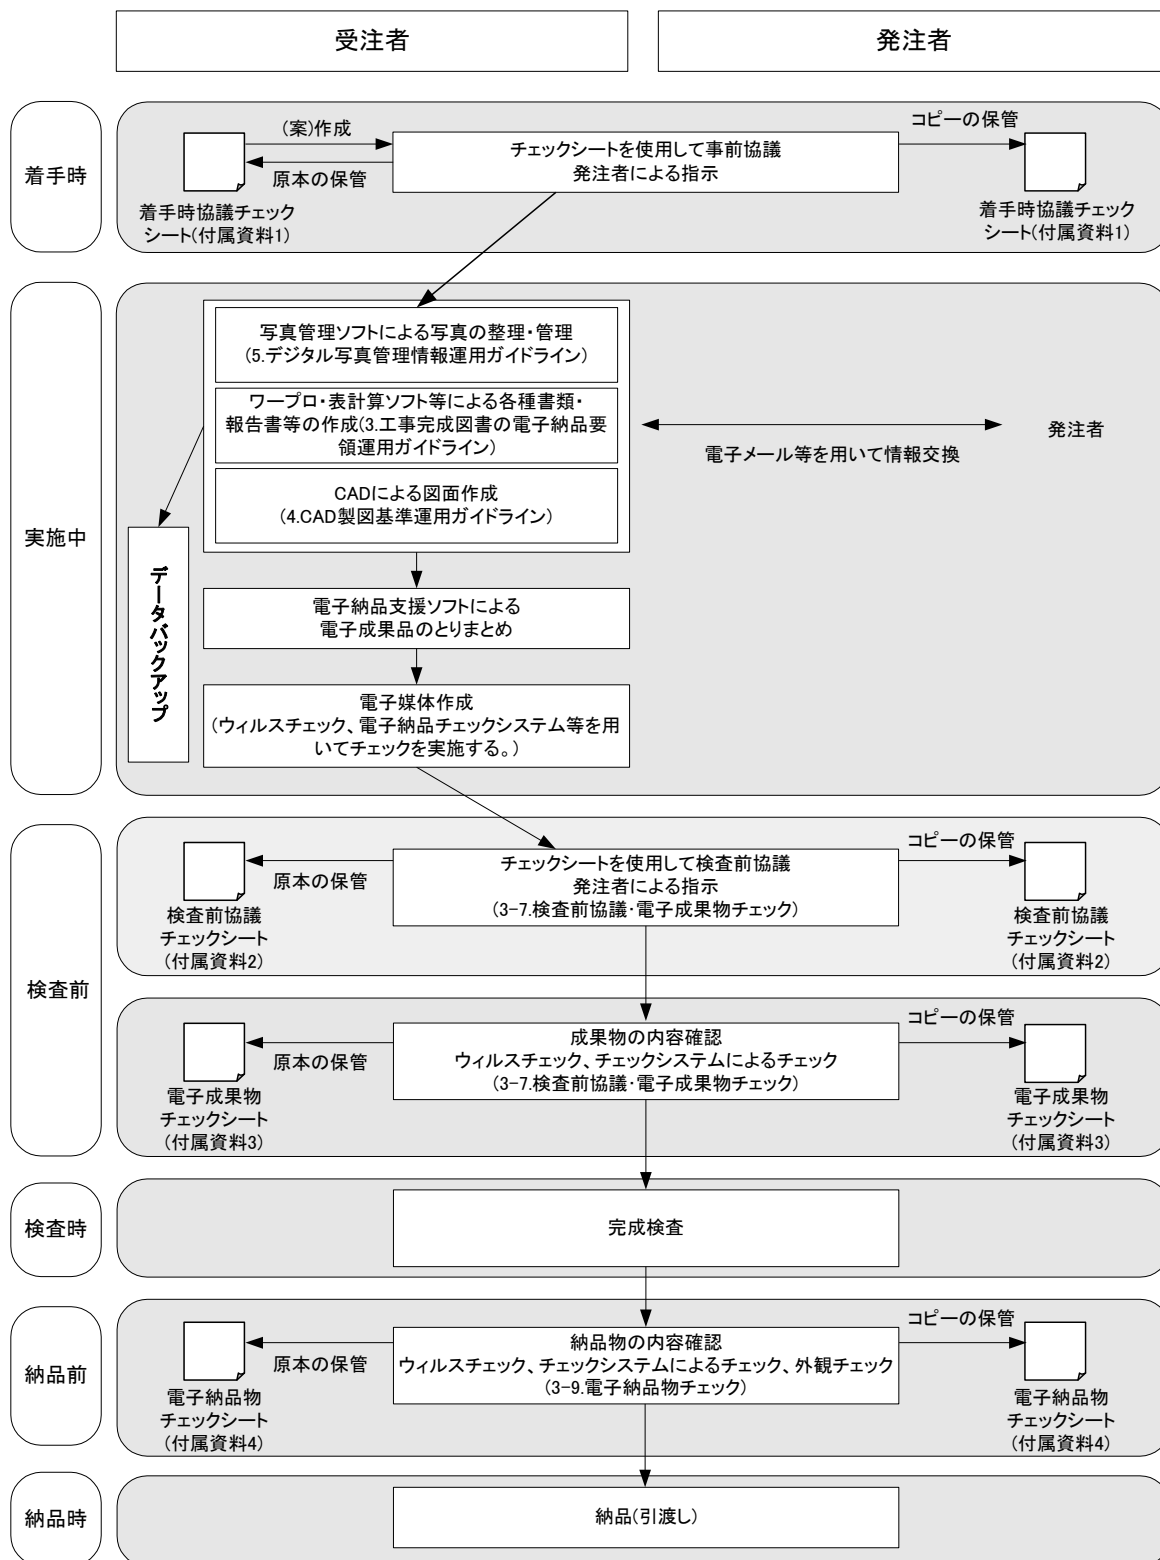 受注者
発注者
着手時
(案)作成
原本の保管
着手時協議チェック
シート(付属資料1)
チェックシートを使用して事前協議
発注者による指示
コピーの保管
着手時協議チェック
シート(付属資料1)
実施中
写真管理ソフトによる写真の整理・管理
(5.デジタル写真管理情報運用ガイドライン)
ワープロ・表計算ソフト等による各種書類・
報告書等の作成(3.工事完成図書の電子納品要
領運用ガイドライン)
CADによる図面作成
(4.CAD製図基準運用ガイドライン)
電子メール等を用いて情報交換
発注者
データバックアップ
電子納品支援ソフトによる
電子成果品のとりまとめ
電子媒体作成
(ウィルスチェック、電子納品チェックシステム等を用
いてチェックを実施する。)
検査前
原本の保管
検査前協議
チェックシート
(付属資料2)
チェックシートを使用して検査前協議
発注者による指示
(3-7.検査前協議・電子成果物チェック)
コピーの保管
検査前協議
チェックシート
(付属資料2)
原本の保管
電子成果物
チェックシート
(付属資料3)
成果物の内容確認
ウィルスチェック、チェックシステムによるチェック
(3-7.検査前協議・電子成果物チェック)
コピーの保管
電子成果物
チェックシート
(付属資料3)
検査時
完成検査
納品前
原本の保管
電子納品物
チェックシート
(付属資料4)
納品物の内容確認
ウィルスチェック、チェックシステムによるチェック、外観チェック
(3-9.電子納品物チェック)
コピーの保管
電子納品物
チェックシート
(付属資料4)
納品時
納品(引渡し)